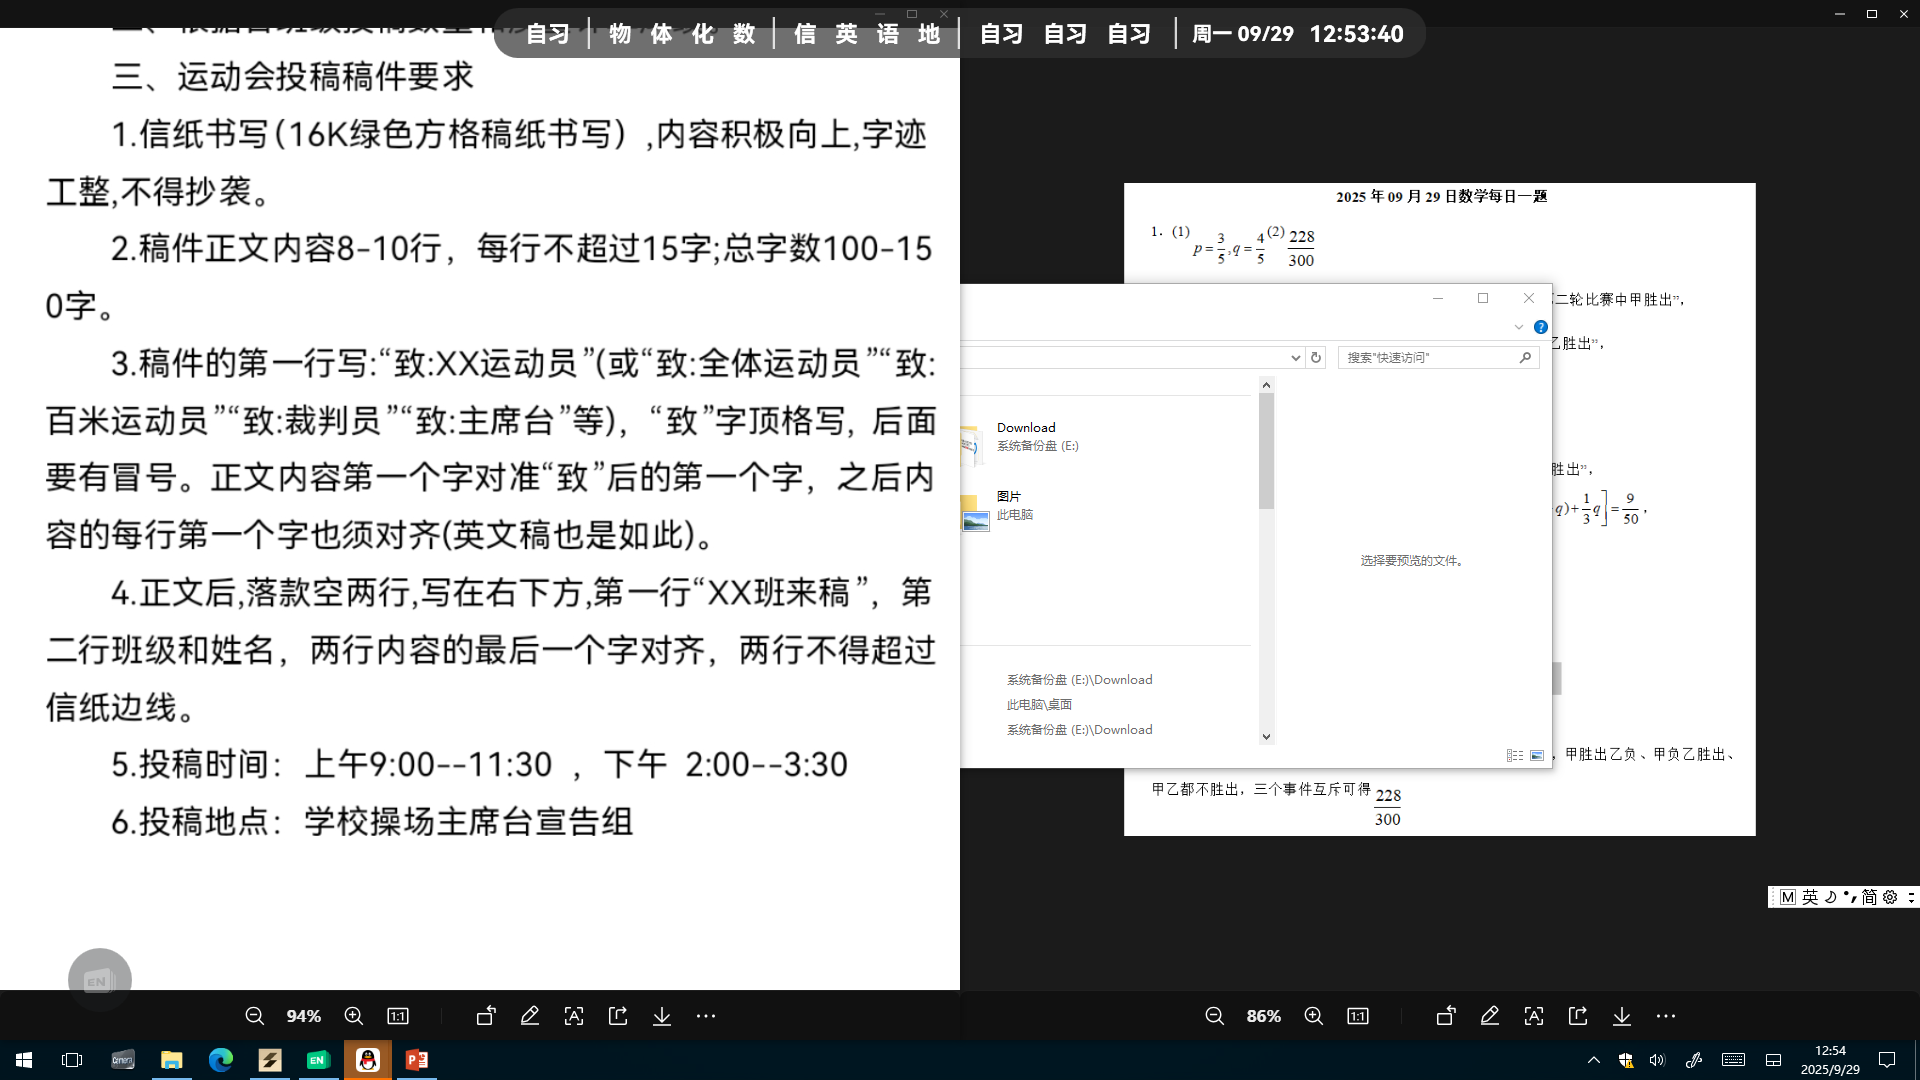 自习 | 物 体 化 数 | 信 英 语 地 | 自习 自习 自习 | 周一 09/29 12:53:40
三、运动会投稿稿件要求
1.信纸书写(16K绿色方格稿纸书写）,内容积极向上,字迹
工整,不得抄袭。
2.稿件正文内容8-10行，每行不超过15字;总字数100-15
0字。
3.稿件的第一行写:“致:XX运动员”(或“致:全体运动员”“致:
百米运动员”“致:裁判员”“致:主席台”等)，“致”字顶格写，后面
要有冒号。正文内容第一个字对准“致”后的第一个字，之后内
容的每行第一个字也须对齐(英文稿也是如此)。
4.正文后,落款空两行,写在右下方,第一行“XX班来稿”，第
二行班级和姓名，两行内容的最后一个字对齐，两行不得超过
信纸边线。
5.投稿时间：上午9:00--11:30 ，下午 2:00--3:30
6.投稿地点：学校操场主席台宣告组
EN
94%
1:1
2025 年 09 月 29 日数学每日一题
1. (1) p = 3/5, q = 4/5 (2) 228/300
二轮比赛中甲胜出”，
乙胜出”，
胜出”，
q) + 1/3 q] = 9/50，
，甲胜出乙负、甲负乙胜出、
甲乙都不胜出，三个事件互斥可得 228/300
搜索"快速访问"
Download
系统备份盘 (E:)
图片
此电脑
选择要预览的文件。
系统备份盘 (E:)\Download
此电脑\桌面
系统备份盘 (E:)\Download
M 英 简
86%
1:1
EN
12:54
2025/9/29